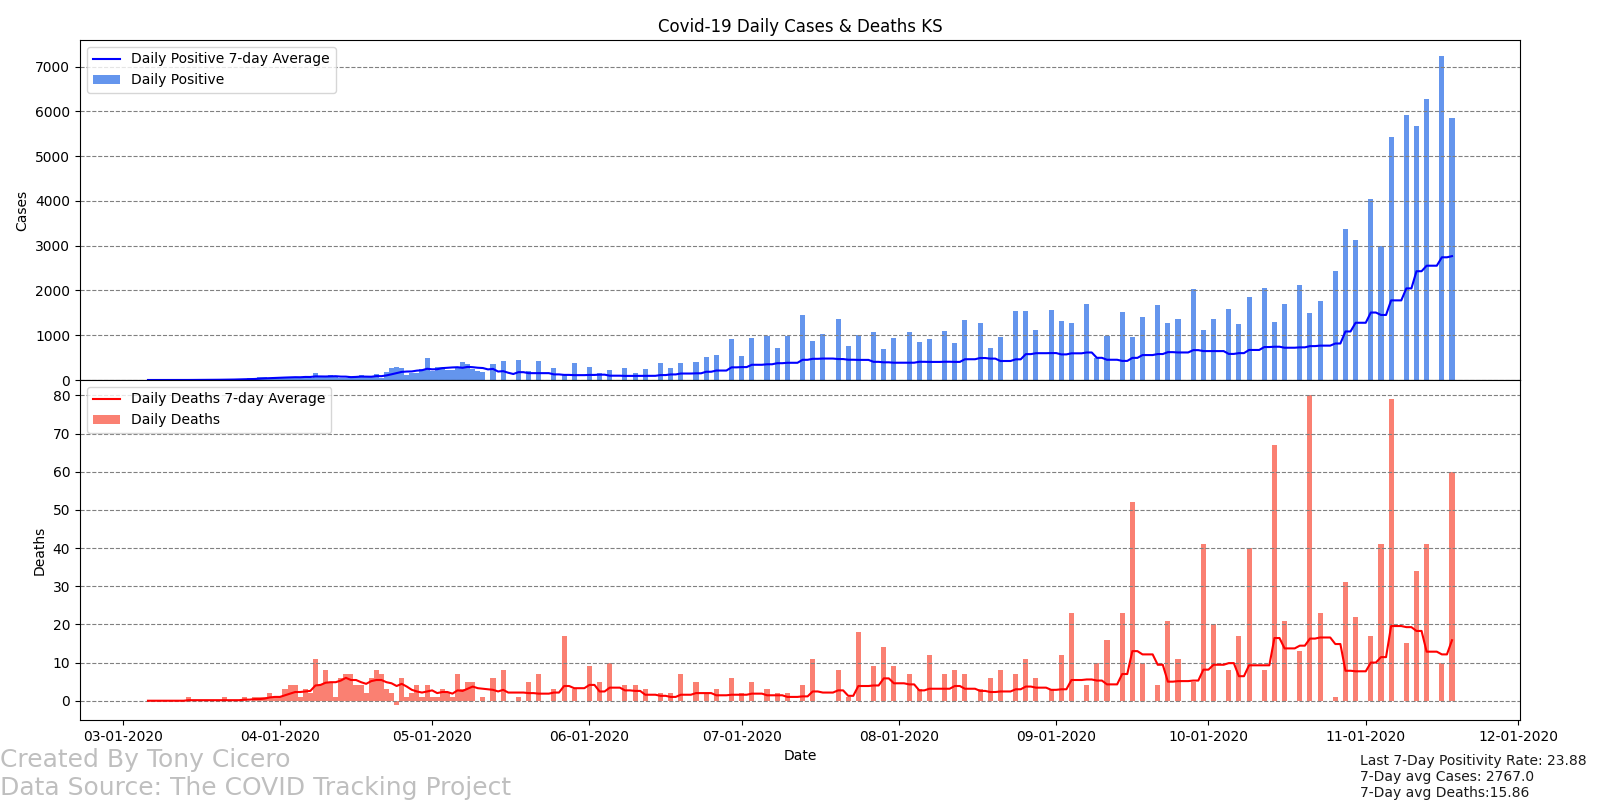 Covid-19 Daily Cases & Deaths KS
Daily Positive 7-day Average
Daily Positive
7000
6000
5000
4000
3000
2000
1000
0
Cases
Daily Deaths 7-day Average
Daily Deaths
80
70
60
50
40
30
20
10
0
Deaths
03-01-2020 04-01-2020 05-01-2020 06-01-2020 07-01-2020 08-01-2020 09-01-2020 10-01-2020 11-01-2020 12-01-2020
Date
Created By Tony Cicero
Data Source: The COVID Tracking Project
Last 7-Day Positivity Rate: 23.88
7-Day avg Cases: 2767.0
7-Day avg Deaths:15.86